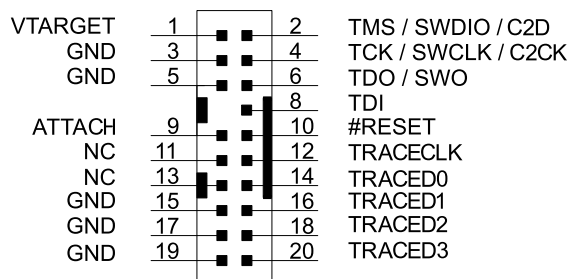 VTARGET 1 2 TMS / SWDIO / C2D
GND 3 4 TCK / SWCLK / C2CK
GND 5 6 TDO / SWO
8 TDI
ATTACH 9 10 #RESET
NC 11 12 TRACECLK
NC 13 14 TRACED0
GND 15 16 TRACED1
GND 17 18 TRACED2
GND 19 20 TRACED3